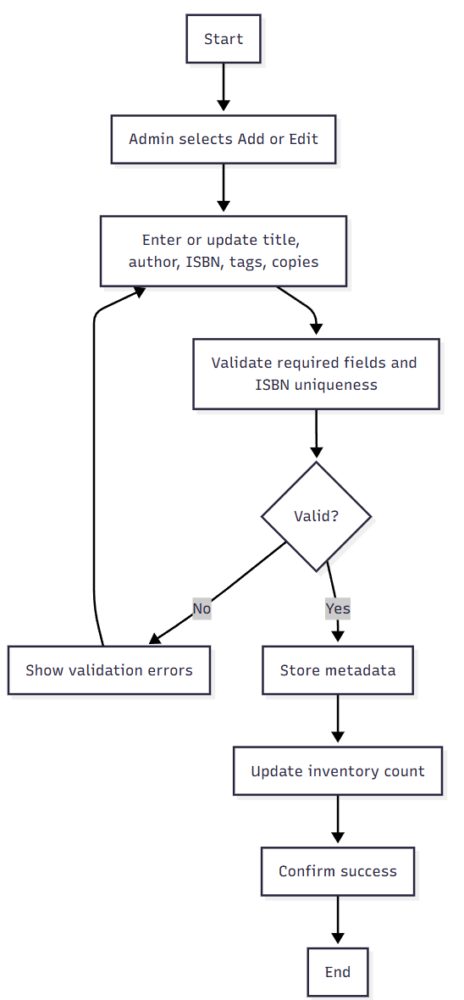 Start
Admin selects Add or Edit
Enter or update title,
author, ISBN, tags, copies
Validate required fields and
ISBN uniqueness
Valid?
No
Yes
Show validation errors
Store metadata
Update inventory count
Confirm success
End